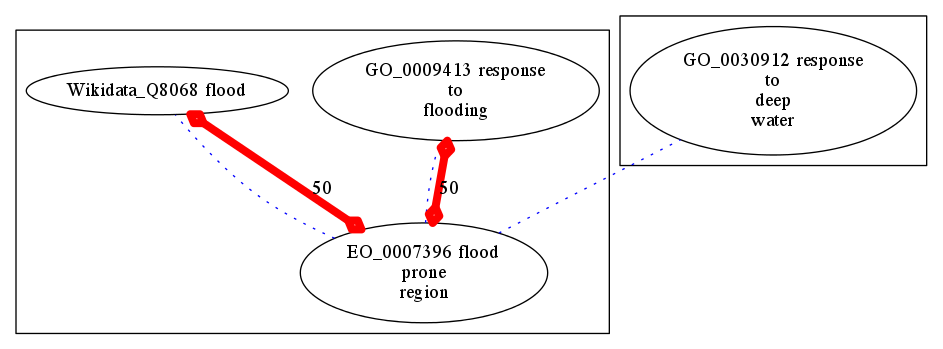 Wikidata_Q8068 flood
GO_0009413 response
to
flooding
GO_0030912 response
to
deep
water
50
50
EO_0007396 flood
prone
region